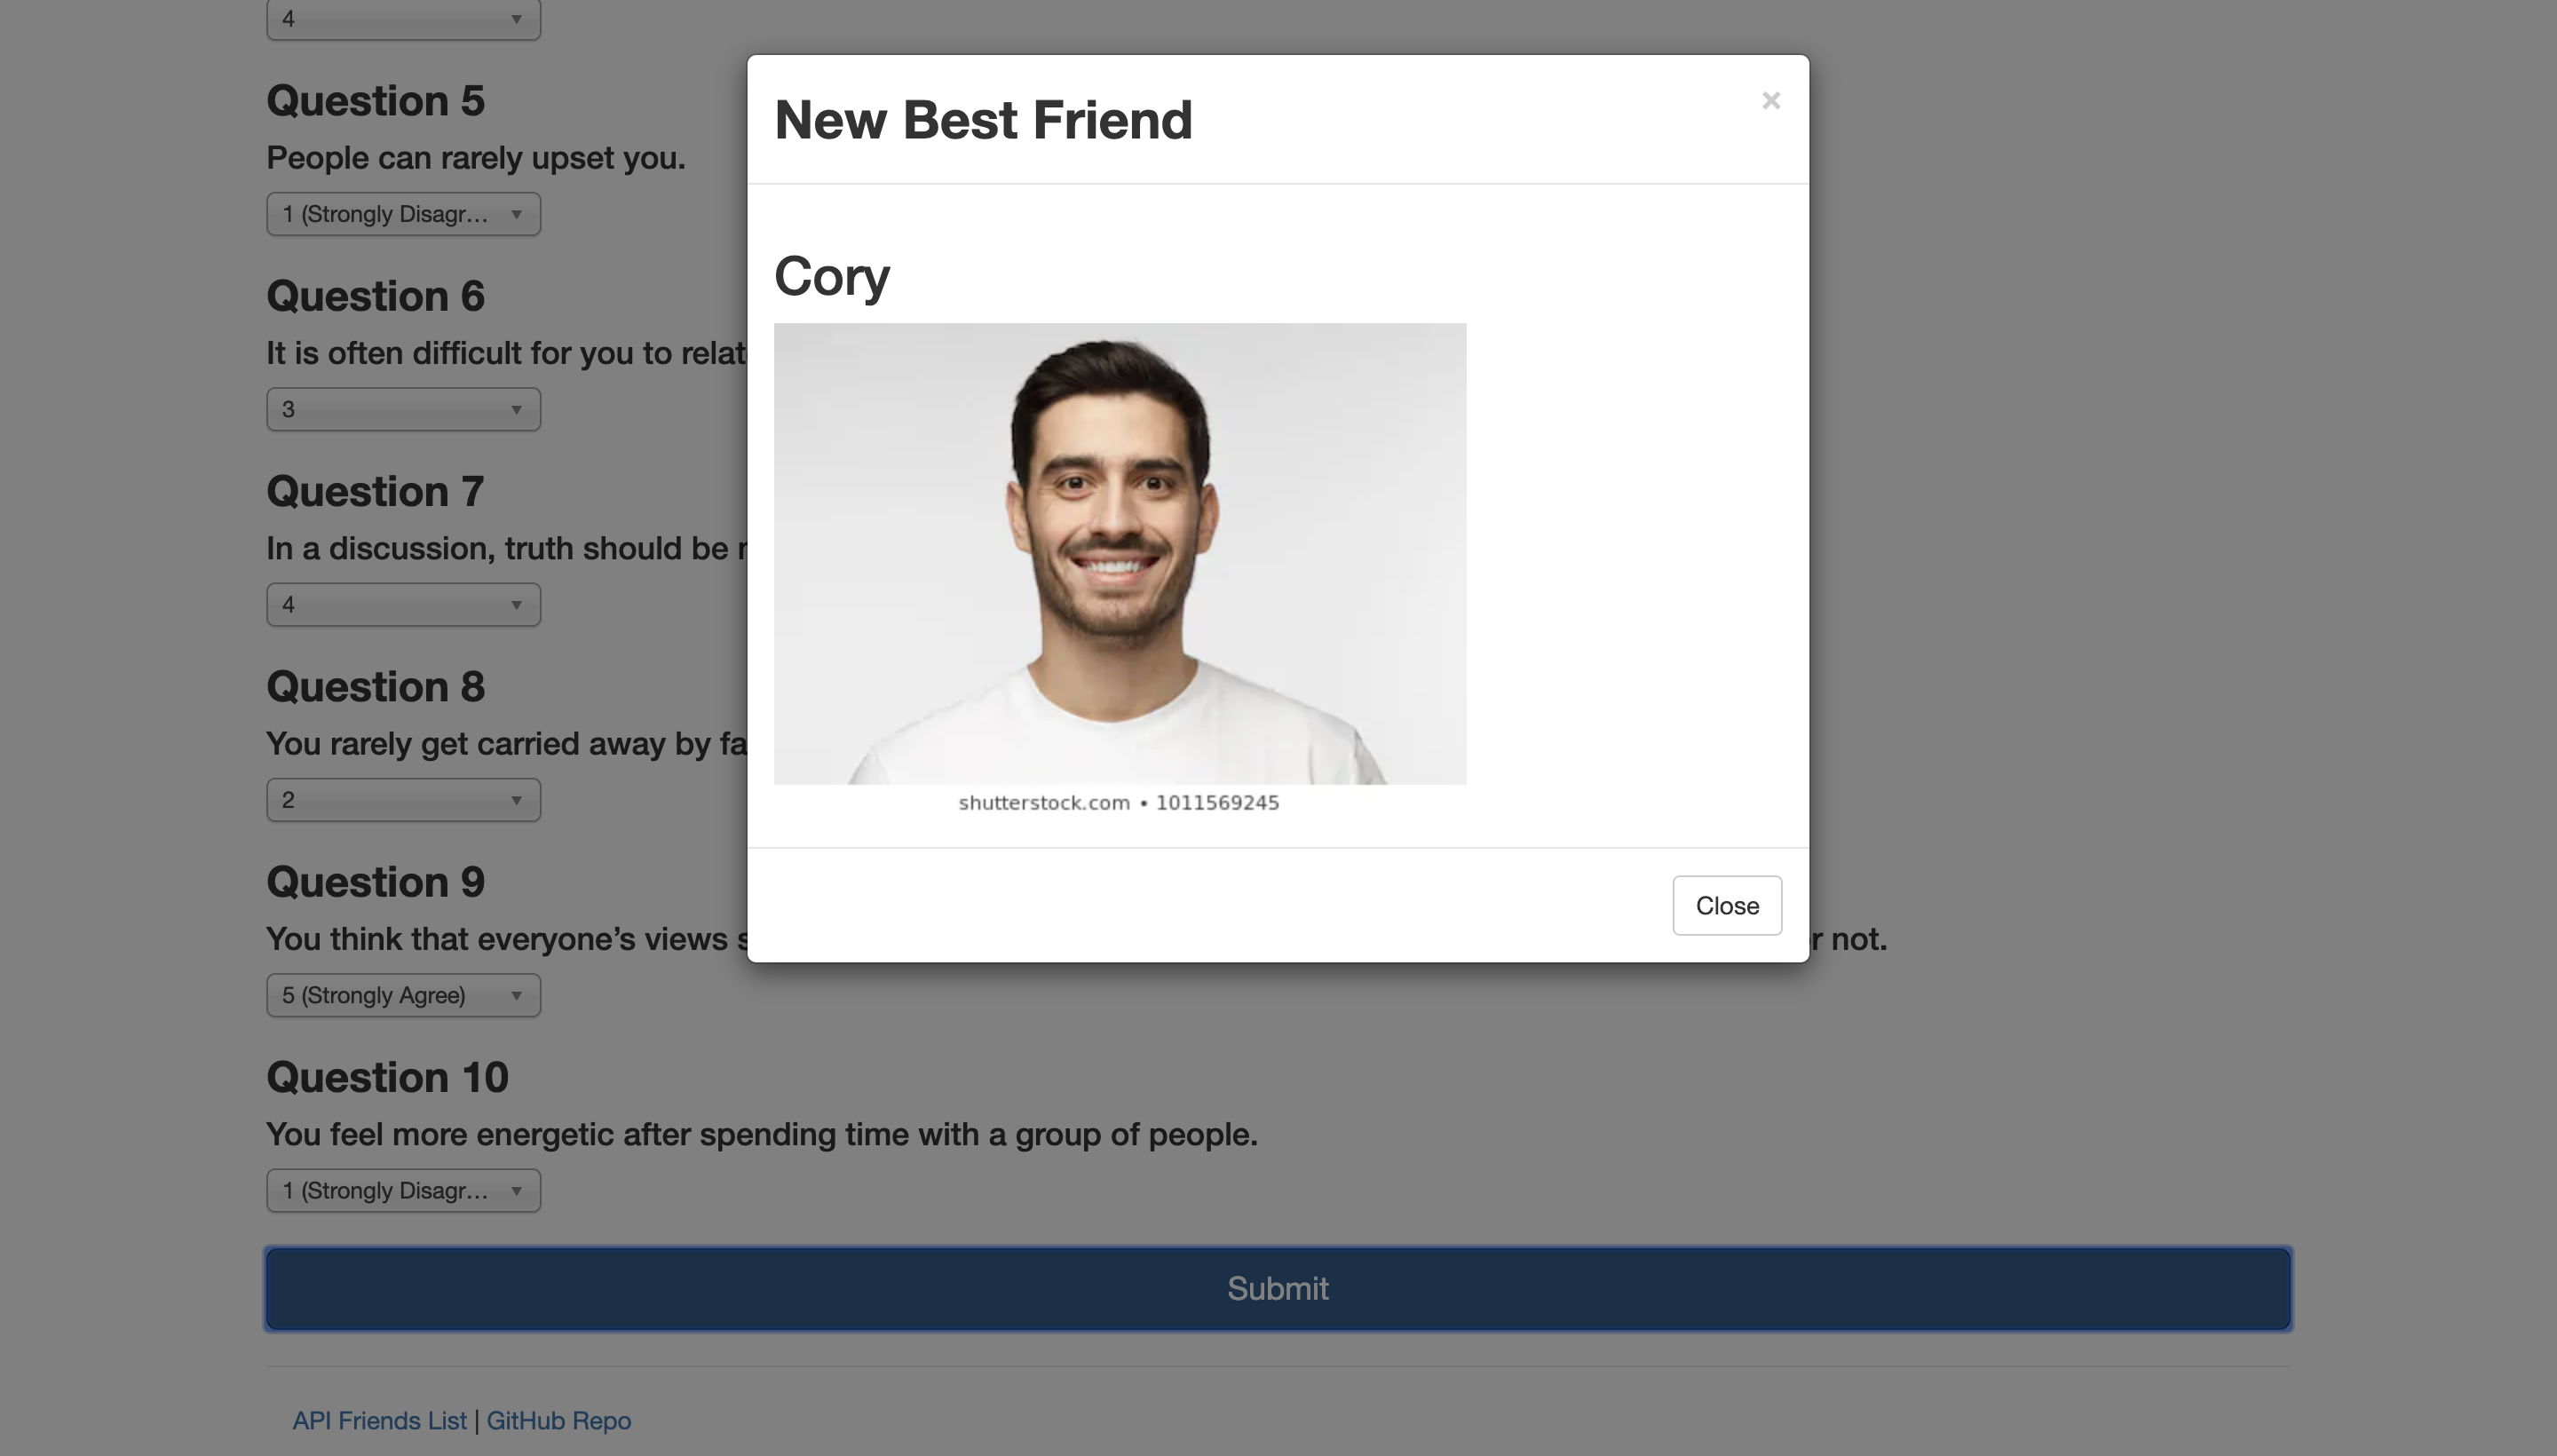 4
Question 5
People can rarely upset you.
1 (Strongly Disagr…
Question 6
It is often difficult for you to
3
Question 7
In a discussion, truth should be
4
Question 8
You rarely get carried away by
2
Question 9
You think that everyone’s views
not.
5 (Strongly Agree)
Question 10
You feel more energetic after spending time with a group of people.
1 (Strongly Disagr…
Submit
API Friends List | GitHub Repo
New Best Friend
×
Cory
shutterstock.com • 1011569245
Close